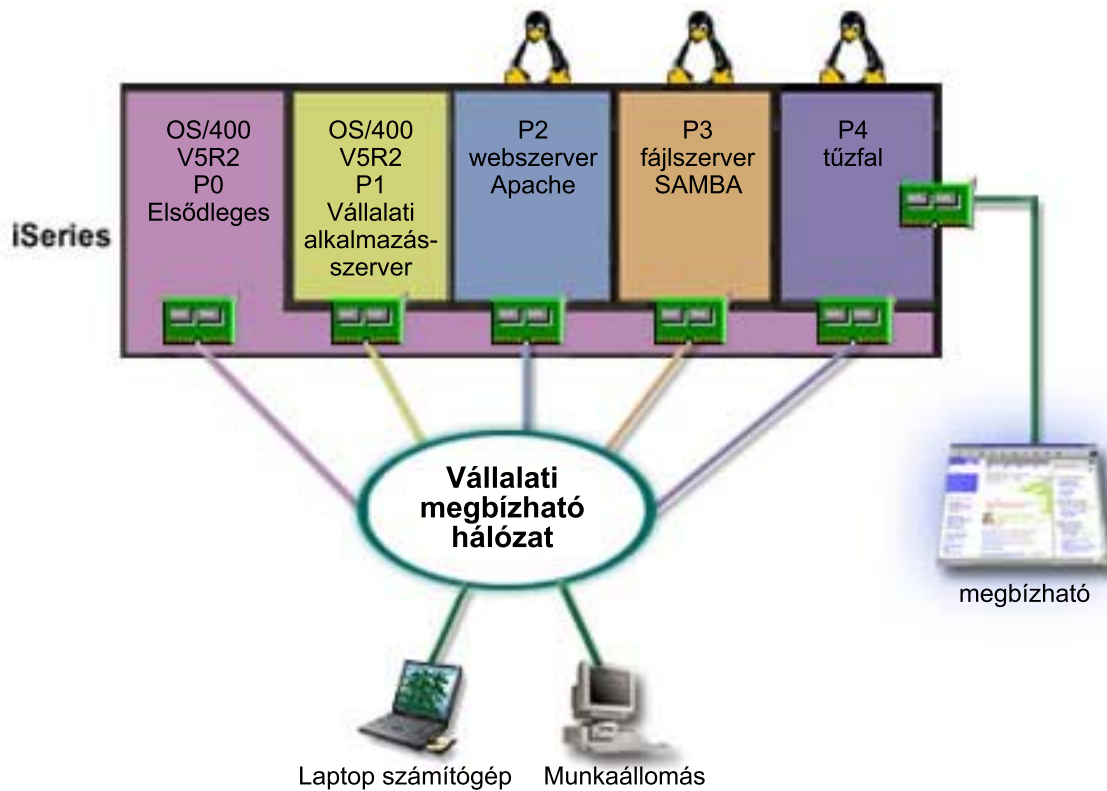 OS/400
V5R2
P0
Elsődleges
OS/400
V5R2
P1
Vállalati
alkalmazás-
szerver
P2
webszerver
Apache
P3
fájlszerver
SAMBA
P4
tűzfal
iSeries
Vállalati
megbízható
hálózat
megbízható
Laptop számítógép
Munkaállomás